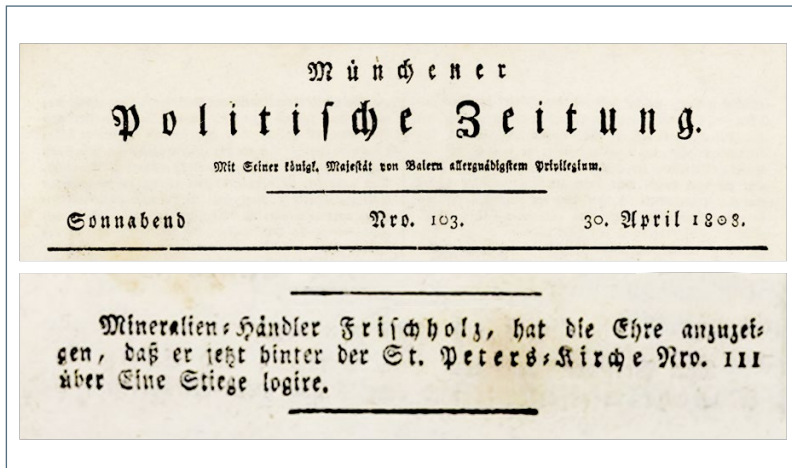 Münchener
Politische Zeitung.
Mit Seiner königl. Majestät von Baiern allergnädigstem Privilegium.
Sonnabend Nro. 103. 30. April 1808.
Mineralien-Händler Frischholz, hat die Ehre anzuzei-
gen, daß er jetzt hinter der St. Peters-Kirche Nro. 111
über Eine Stiege logire.